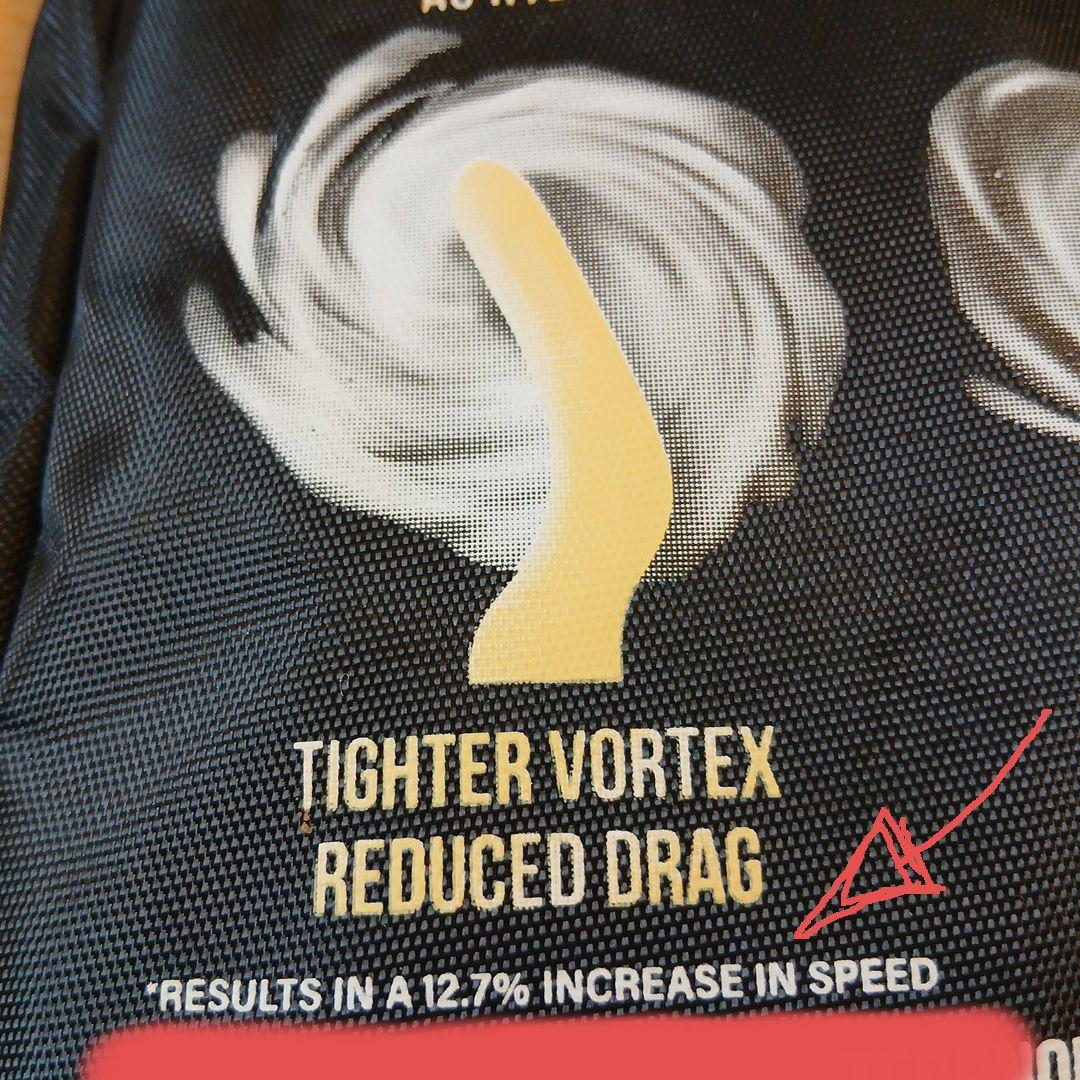 TIGHTER VORTEX
REDUCED DRAG
*RESULTS IN A 12.7% INCREASE IN SPEED